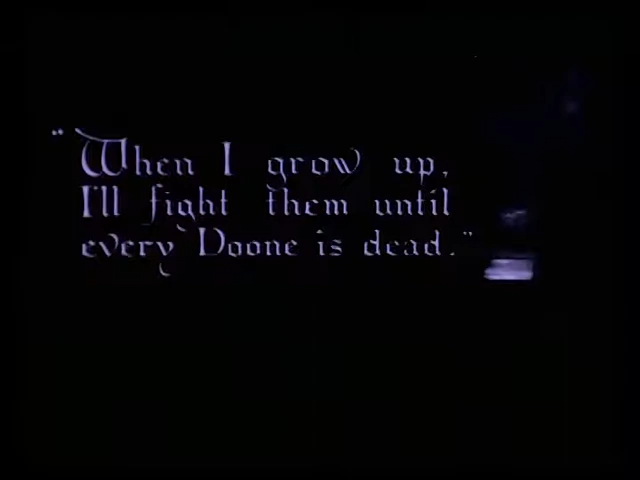 "When I grow up,
I'll fight them until
every Doone is dead."